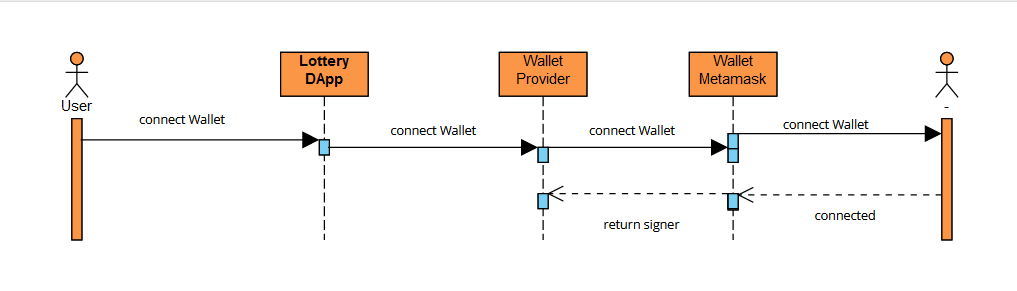 Lottery
DApp
Wallet
Provider
Wallet
Metamask
User
-
connect Wallet
connect Wallet
connect Wallet
connect Wallet
return signer
connected